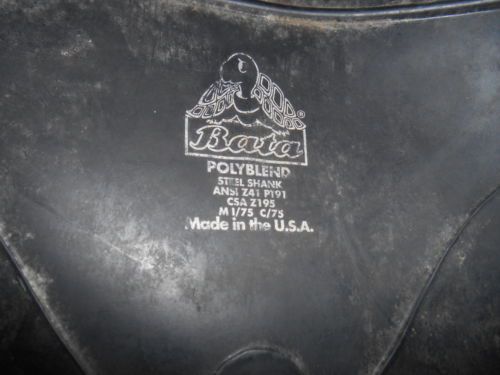 Bata®
POLYBLEND
STEEL SHANK
ANSI Z41 PT91
CSA Z195
M I/75 C/75
Made in the U.S.A.